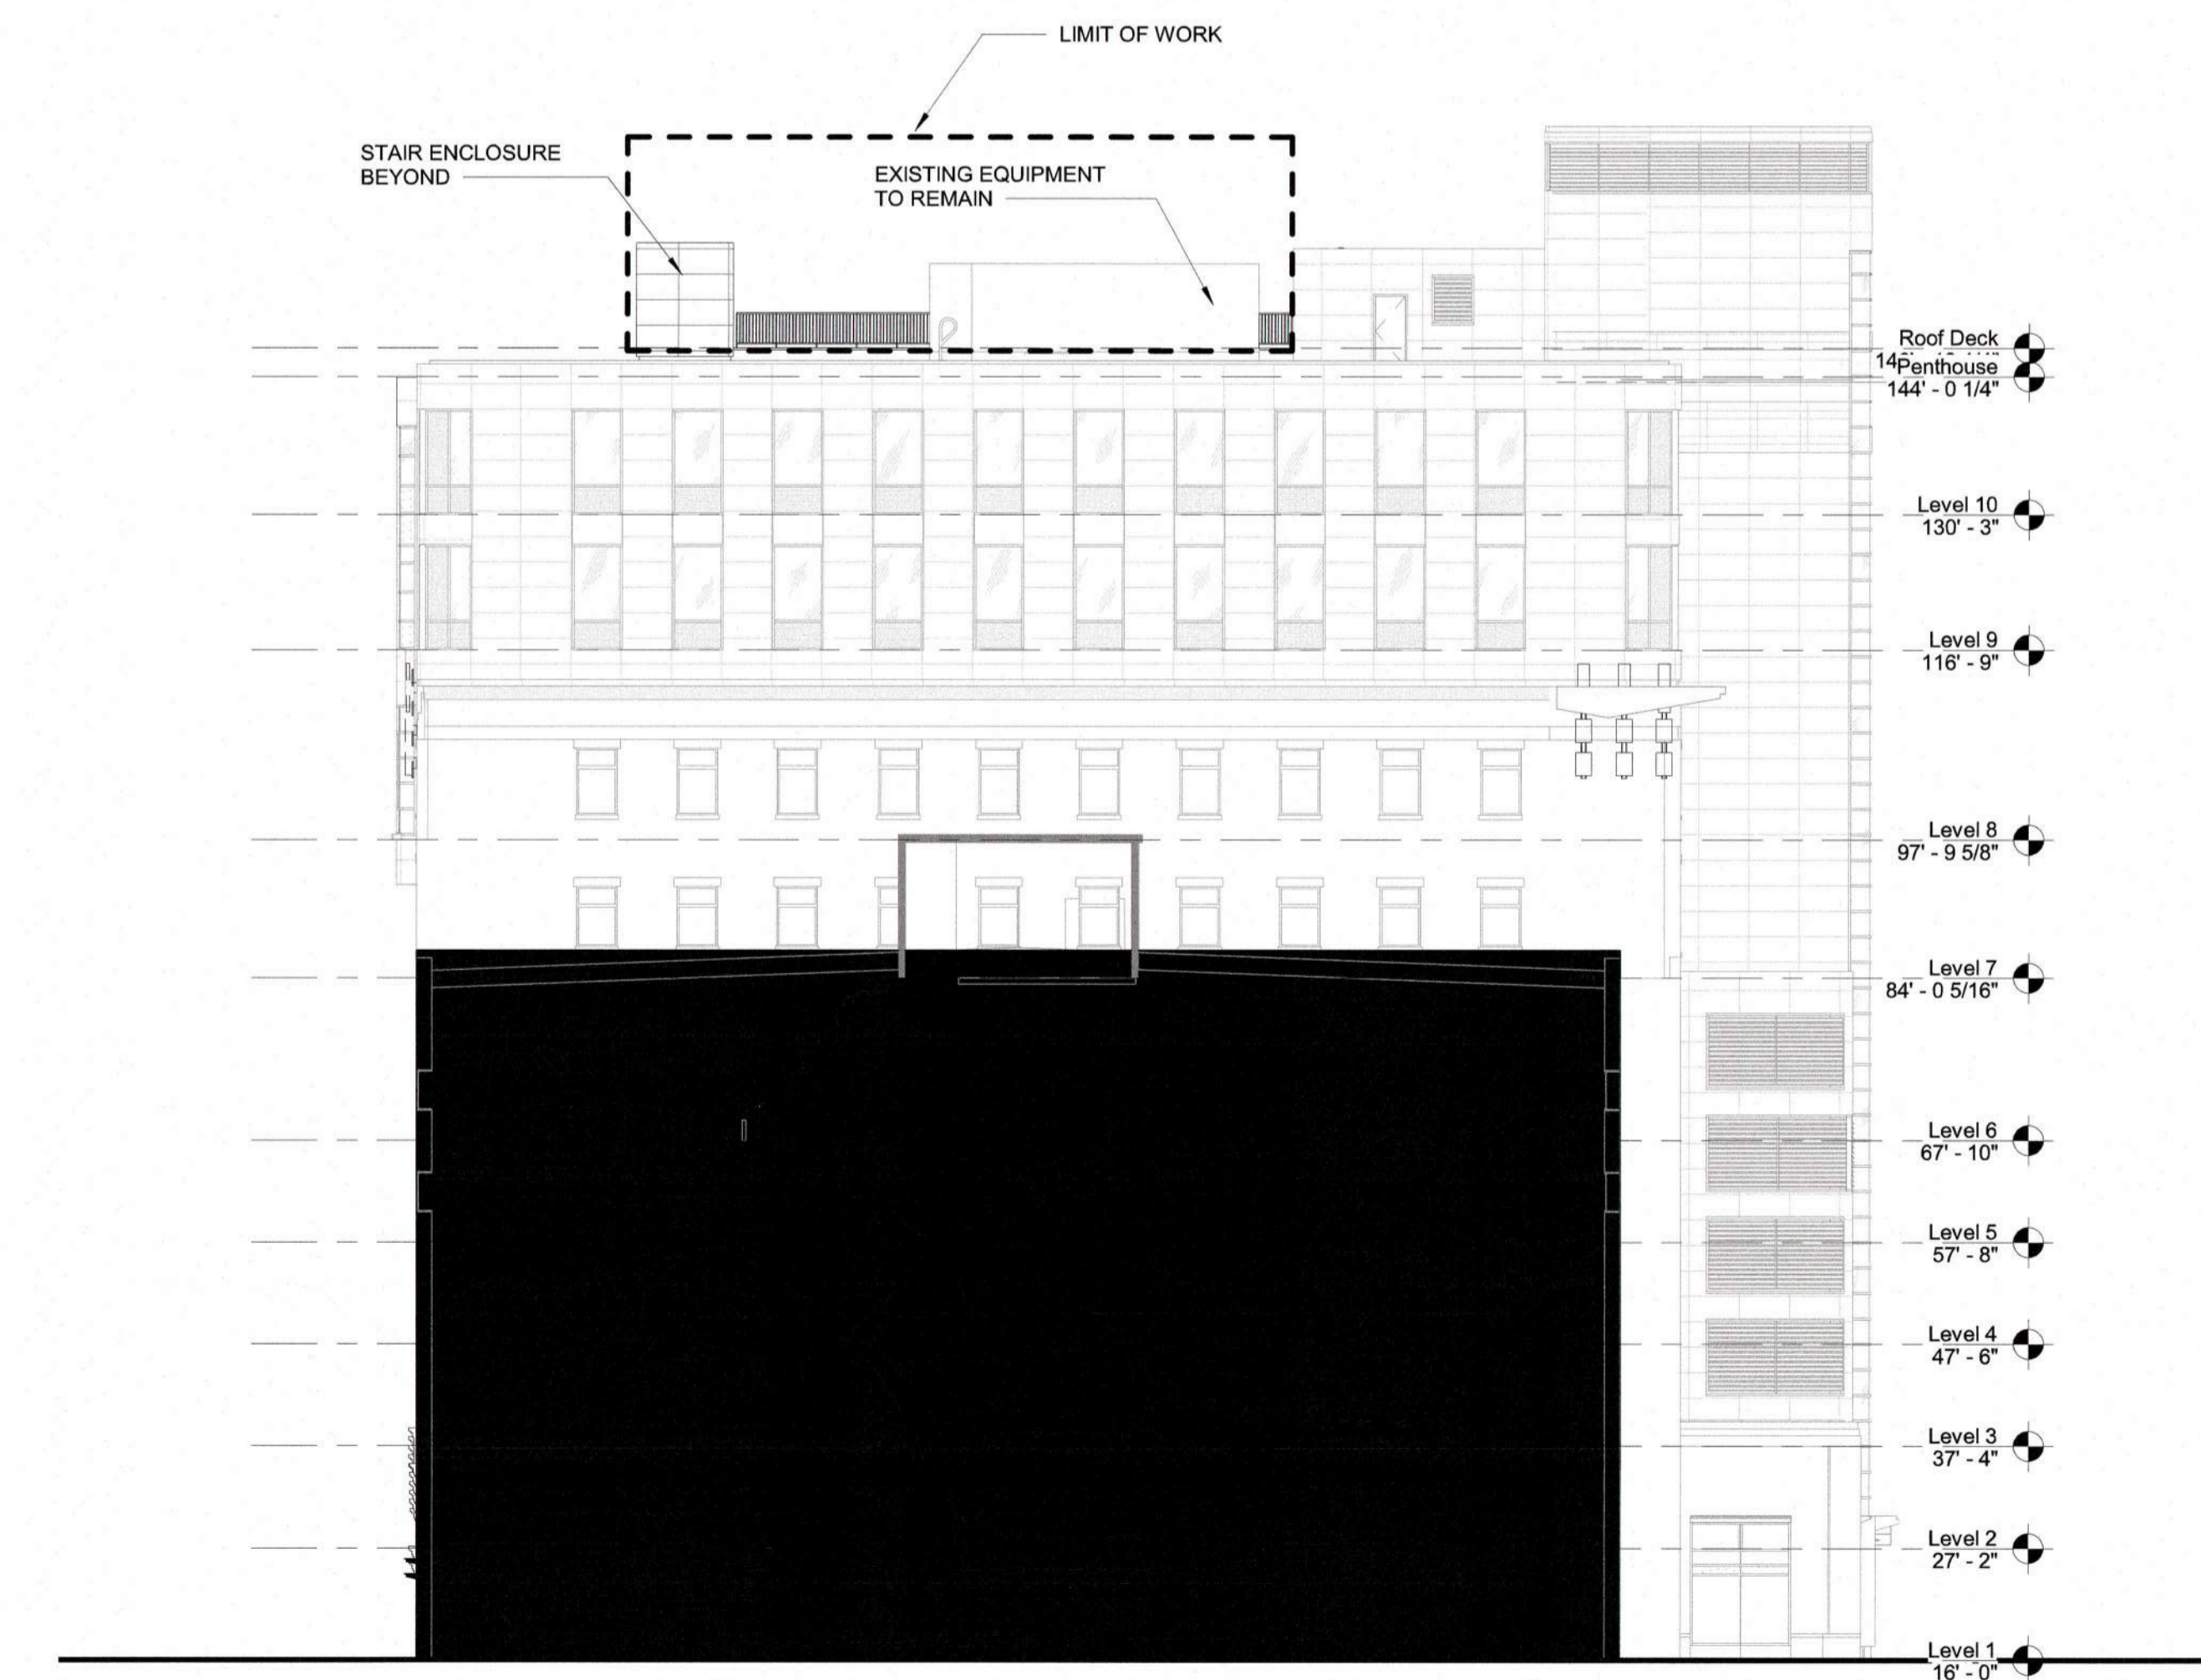 LIMIT OF WORK
STAIR ENCLOSURE
BEYOND
EXISTING EQUIPMENT
TO REMAIN
Roof Deck
Penthouse
144' - 0 1/4"
Level 10
130' - 3"
Level 9
116' - 9"
Level 8
97' - 9 5/8"
Level 7
84' - 0 5/16"
Level 6
67' - 10"
Level 5
57' - 8"
Level 4
47' - 6"
Level 3
37' - 4"
Level 2
27' - 2"
Level 1
16' - 0"